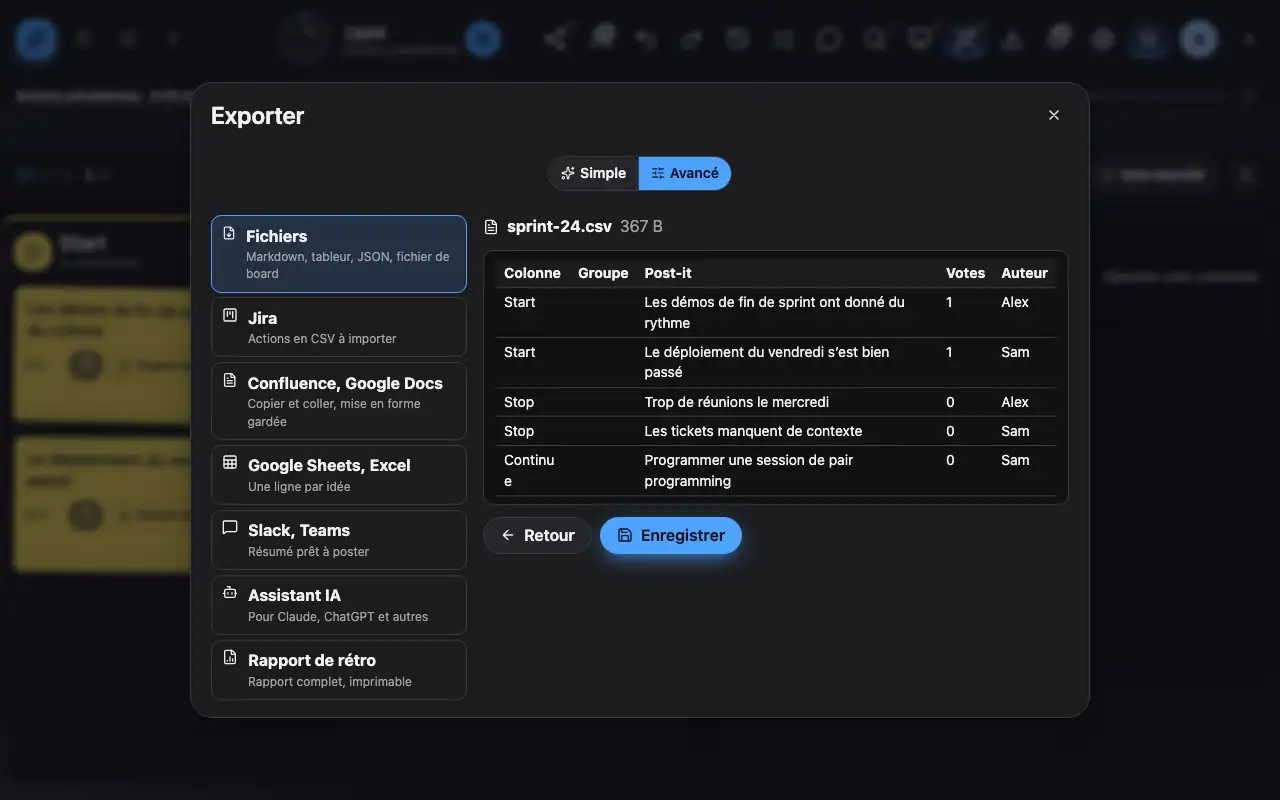 Exporter
Simple
Avancé
Fichiers
Markdown, tableur, JSON, fichier de
board
Jira
Actions en CSV à importer
Confluence, Google Docs
Copier et coller, mise en forme
gardée
Google Sheets, Excel
Une ligne par idée
Slack, Teams
Résumé prêt à poster
Assistant IA
Pour Claude, ChatGPT et autres
Rapport de rétro
Rapport complet, imprimable
sprint-24.csv 367 B
Colonne Groupe Post-it Votes Auteur
Start Les démos de fin de sprint ont donné du 1 Alex
rythme
Start Le déploiement du vendredi s’est bien 1 Sam
passé
Stop Trop de réunions le mercredi 0 Alex
Stop Les tickets manquent de contexte 0 Sam
Continu Programmer une session de pair 0 Sam
e programming
Retour
Enregistrer
Start